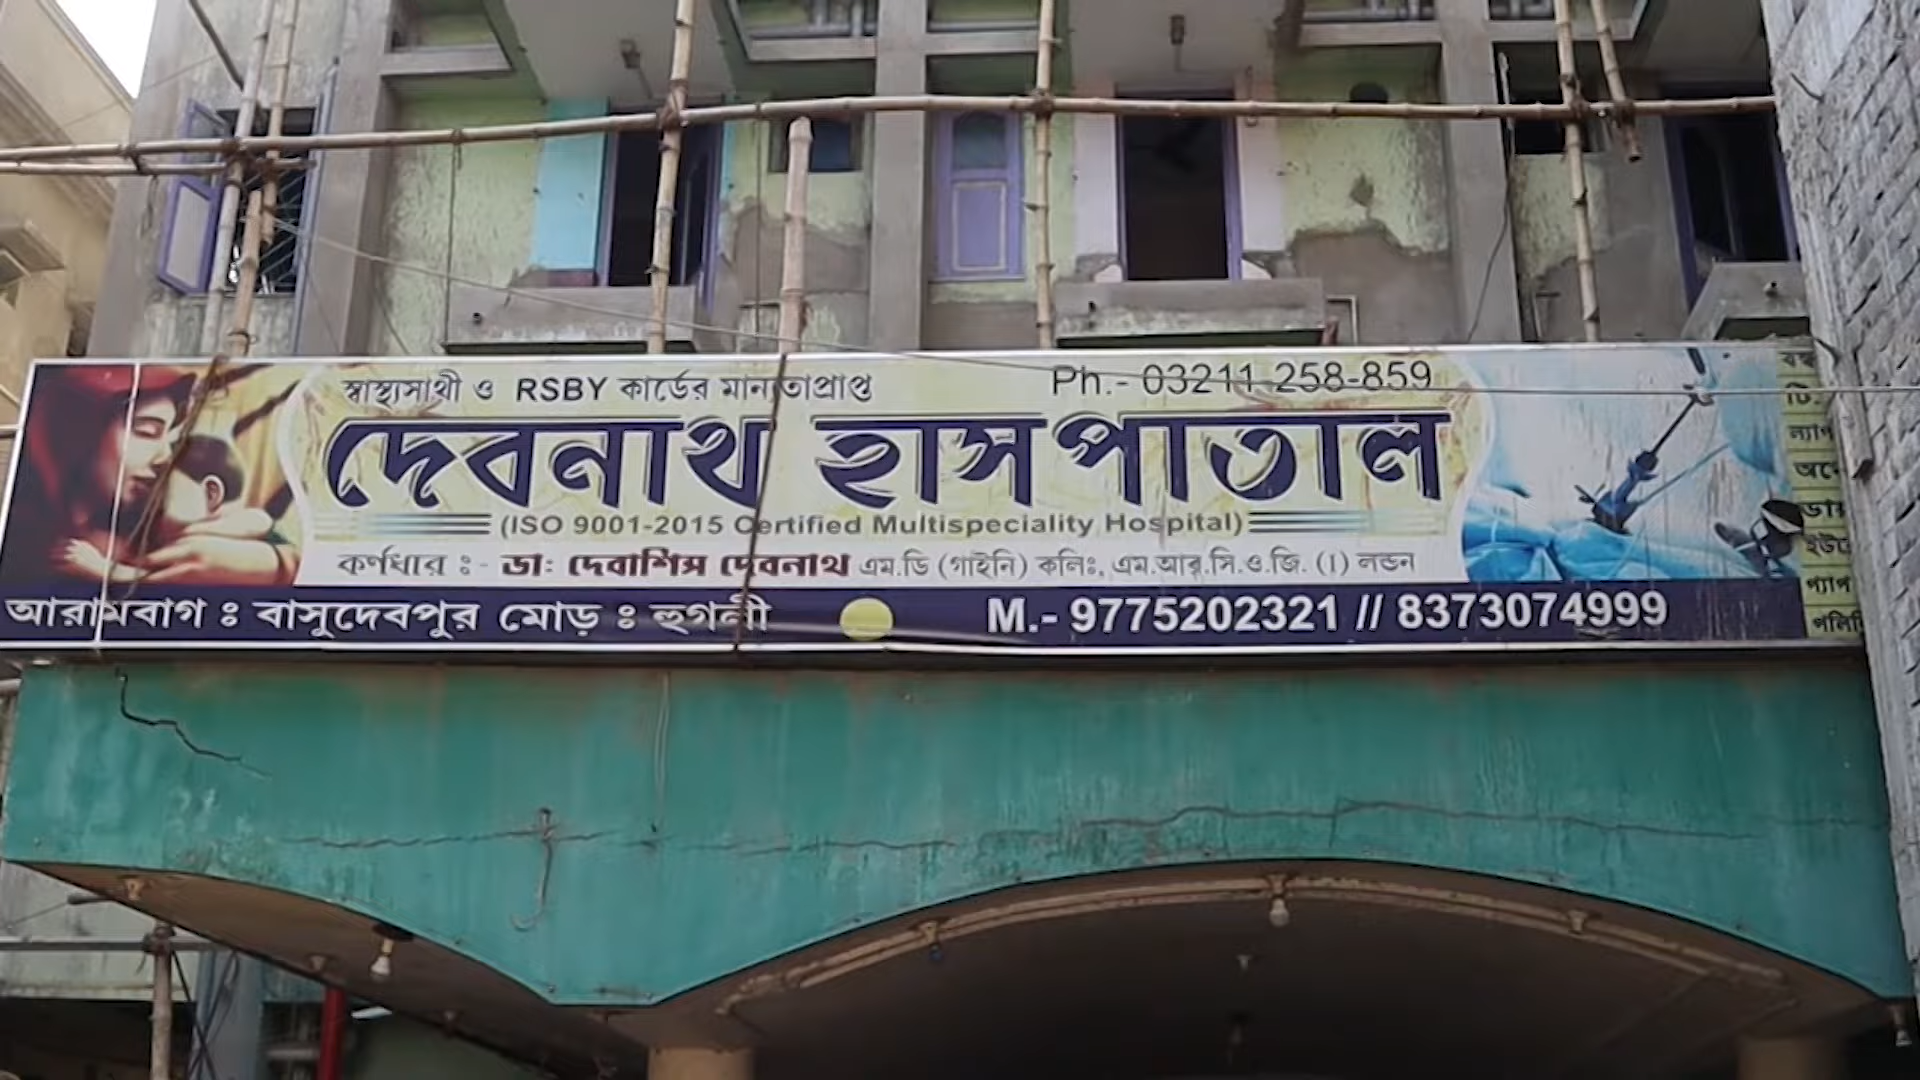 স্বাস্থ্যসাথী ও RSBY কার্ডের মান্যতাপ্রাপ্ত
Ph.- 03211-258-859
দেবনাথ হাসপাতাল
(ISO 9001-2015 Certified Multispeciality Hospital)
কর্ণধার ঃ- ডাঃ দেবাশিস দেবনাথ এম.ডি (গাইনি) কলিঃ, এম.আর.সি.ও.জি. (I) লন্ডন
আরামবাগ ঃ বাসুদেবপুর মোড় ঃ হুগলী
M.- 9775202321 // 8373074999